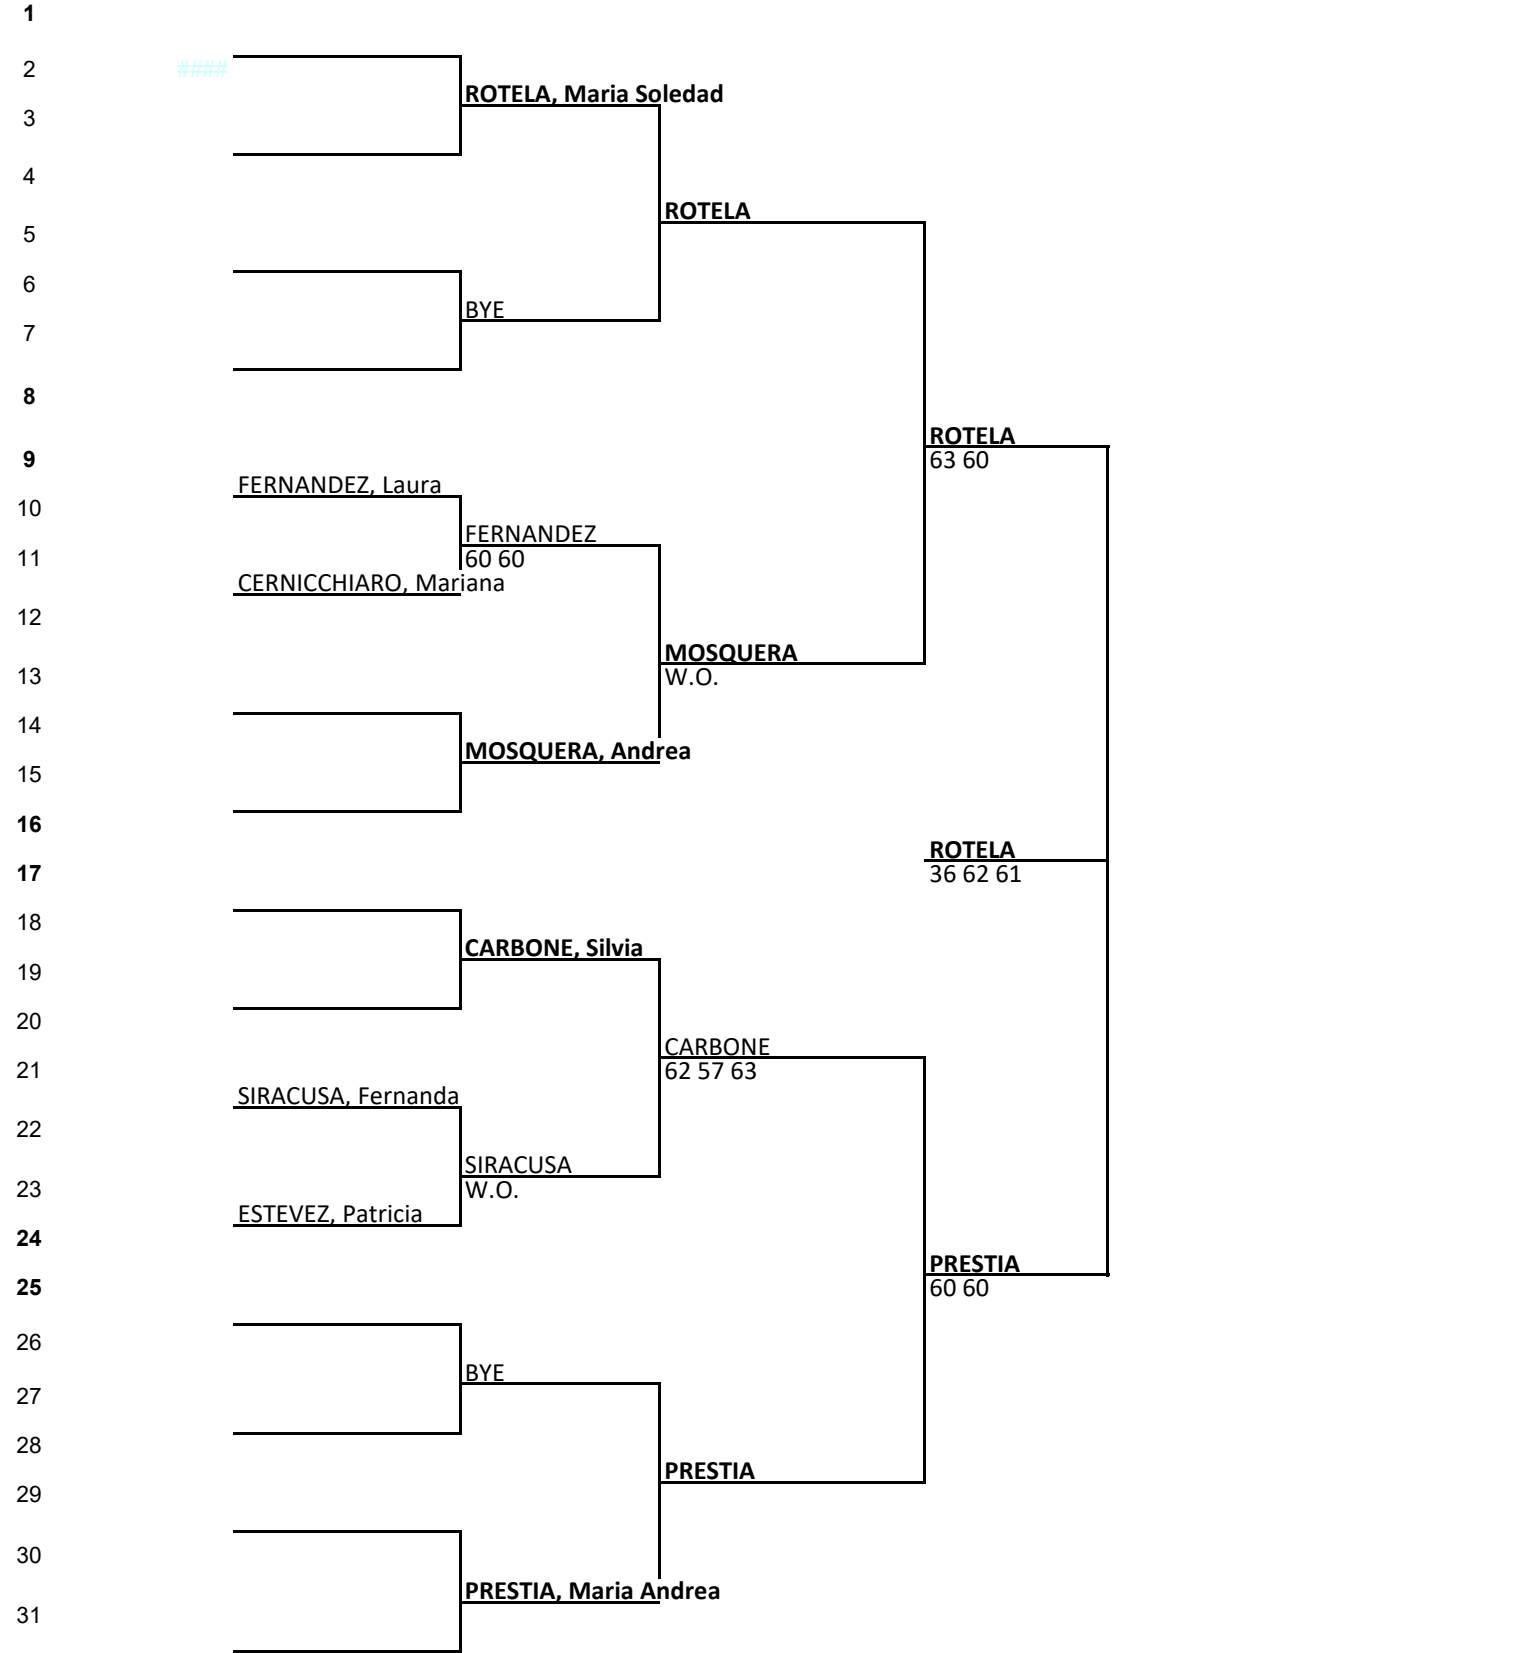 1
2 ####
ROTELA, Maria Soledad
3
4
ROTELA
5
6
BYE
7
8
ROTELA
9 63 60
FERNANDEZ, Laura
10
FERNANDEZ
11 60 60
CERNICCHIARO, Mariana
12
MOSQUERA
13 W.O.
14
MOSQUERA, Andrea
15
16
ROTELA
17 36 62 61
18
CARBONE, Silvia
19
20
CARBONE
21 62 57 63
SIRACUSA, Fernanda
22
SIRACUSA
23 W.O.
ESTEVEZ, Patricia
24
PRESTIA
25 60 60
26
BYE
27
28
PRESTIA
29
30
PRESTIA, Maria Andrea
31